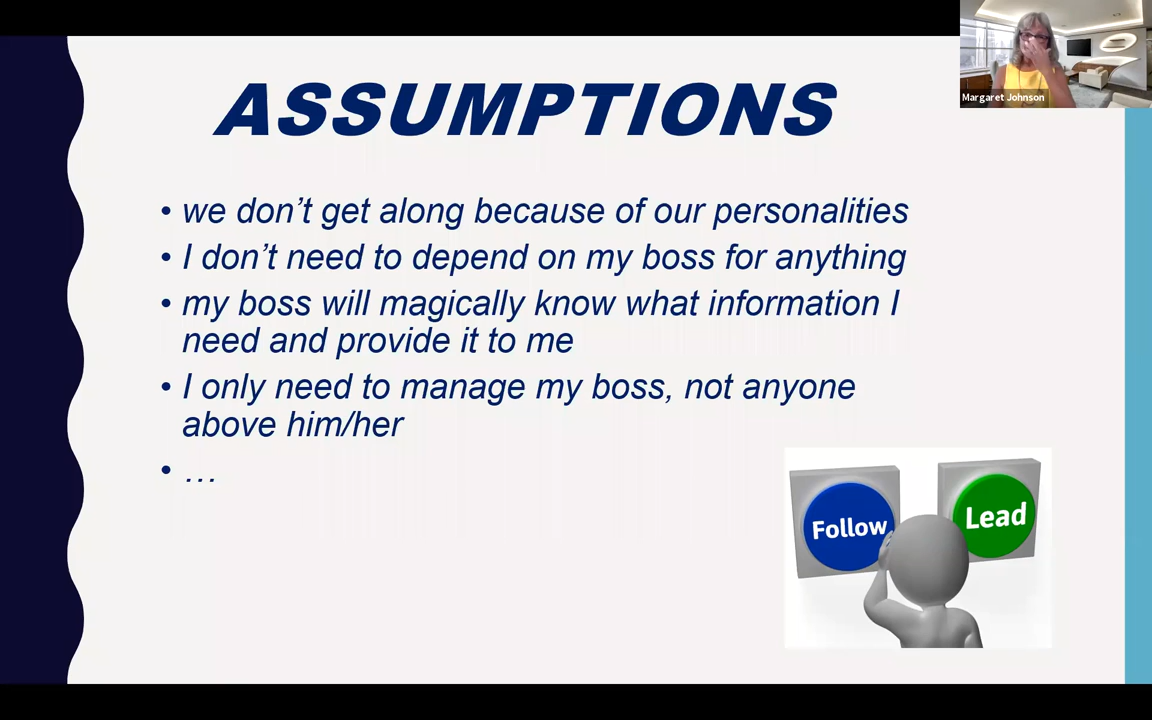 Margaret Johnson
ASSUMPTIONS
• we don’t get along because of our personalities
• I don’t need to depend on my boss for anything
• my boss will magically know what information I
need and provide it to me
• I only need to manage my boss, not anyone
above him/her
• …
Follow
Lead